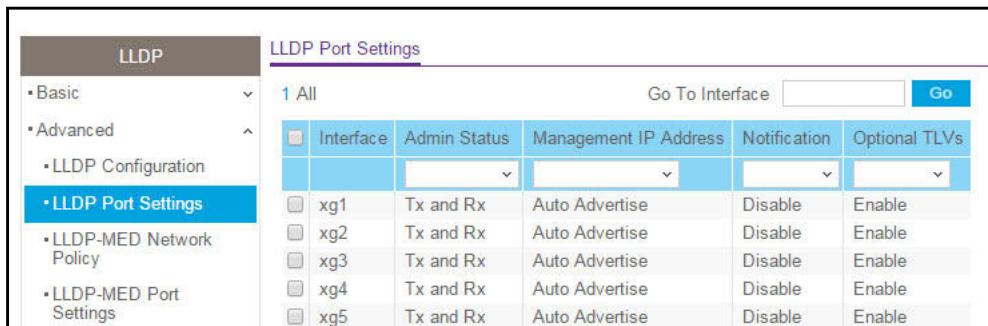 LLDP
Basic
Advanced
LLDP Configuration
LLDP Port Settings
LLDP-MED Network
Policy
LLDP-MED Port
Settings
LLDP Port Settings
1 All
Go To Interface
Go
Interface Admin Status Management IP Address Notification Optional TLVs
xg1 Tx and Rx Auto Advertise Disable Enable
xg2 Tx and Rx Auto Advertise Disable Enable
xg3 Tx and Rx Auto Advertise Disable Enable
xg4 Tx and Rx Auto Advertise Disable Enable
xg5 Tx and Rx Auto Advertise Disable Enable